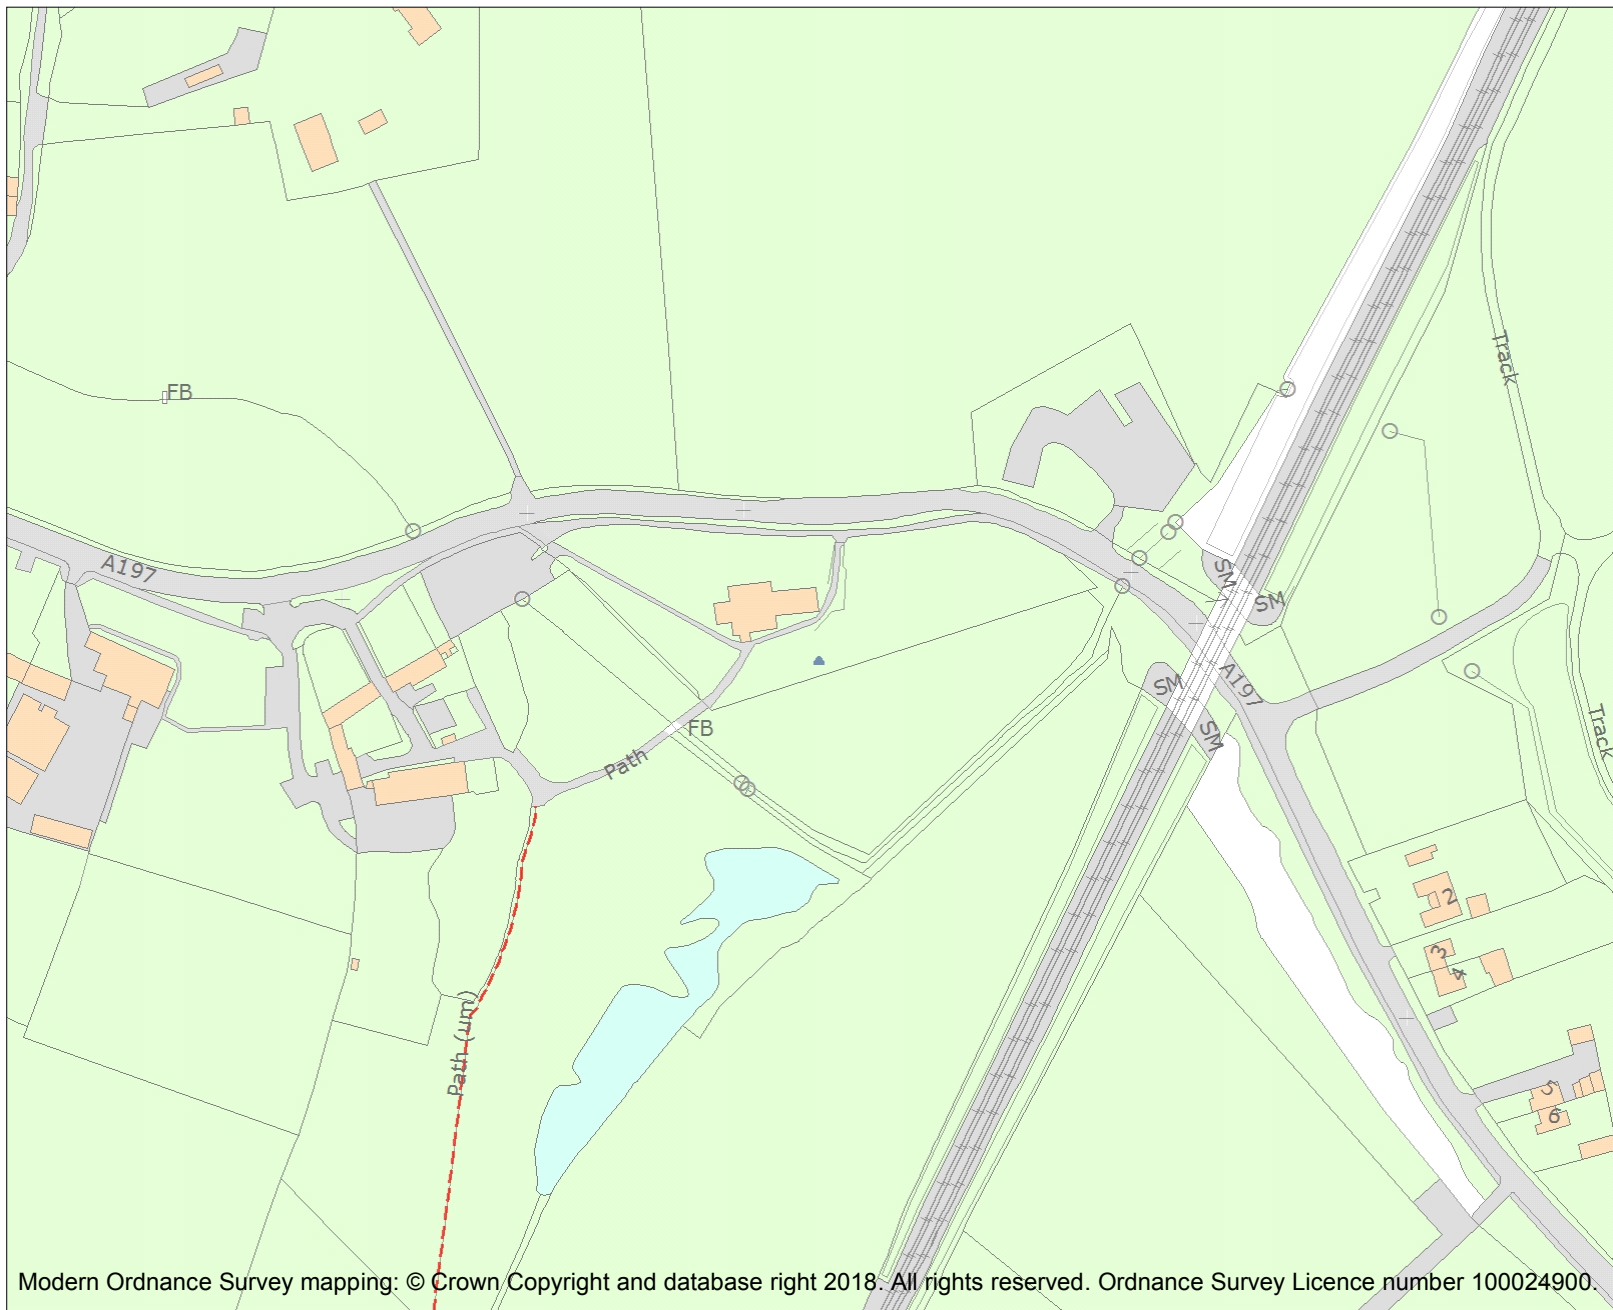 Track
FB
A197
SM
SM
SM
A197
SM
FB
Path
Track
2
3
4
Path (um)
5
6
Modern Ordnance Survey mapping: © Crown Copyright and database right 2018. All rights reserved. Ordnance Survey Licence number 100024900.